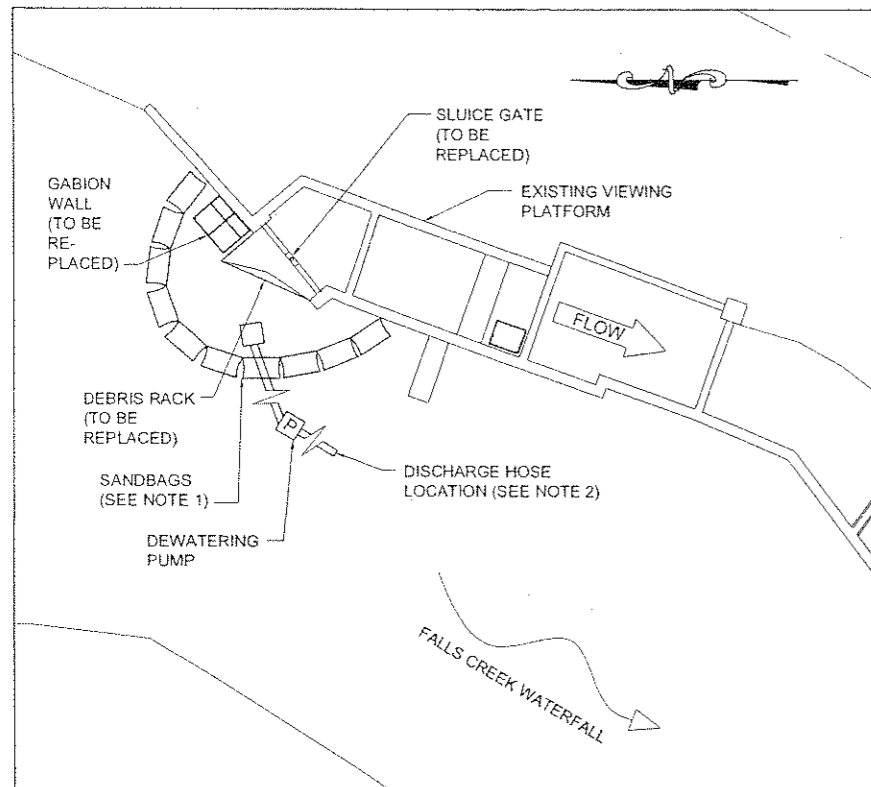 SLUICE GATE
(TO BE
REPLACED)
GABION
WALL
(TO BE
RE-
PLACED)
EXISTING VIEWING
PLATFORM
FLOW
DEBRIS RACK
(TO BE
REPLACED)
P
SANDBAGS
(SEE NOTE 1)
DISCHARGE HOSE
LOCATION (SEE NOTE 2)
DEWATERING
PUMP
FALLS CREEK WATERFALL